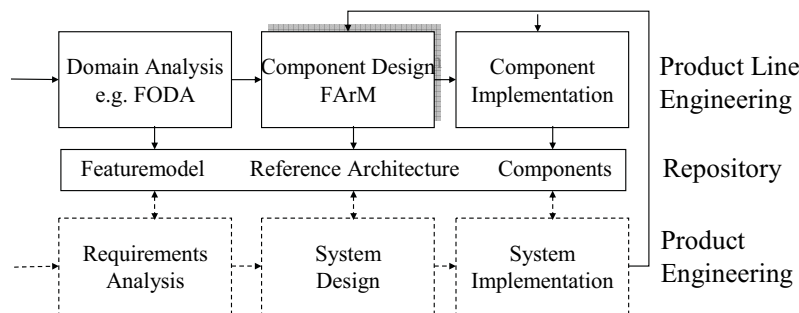 Domain Analysis
e.g. FODA
Component Design
FArM
Component
Implementation
Product Line
Engineering
Featuremodel
Reference Architecture
Components
Repository
Requirements
Analysis
System
Design
System
Implementation
Product
Engineering